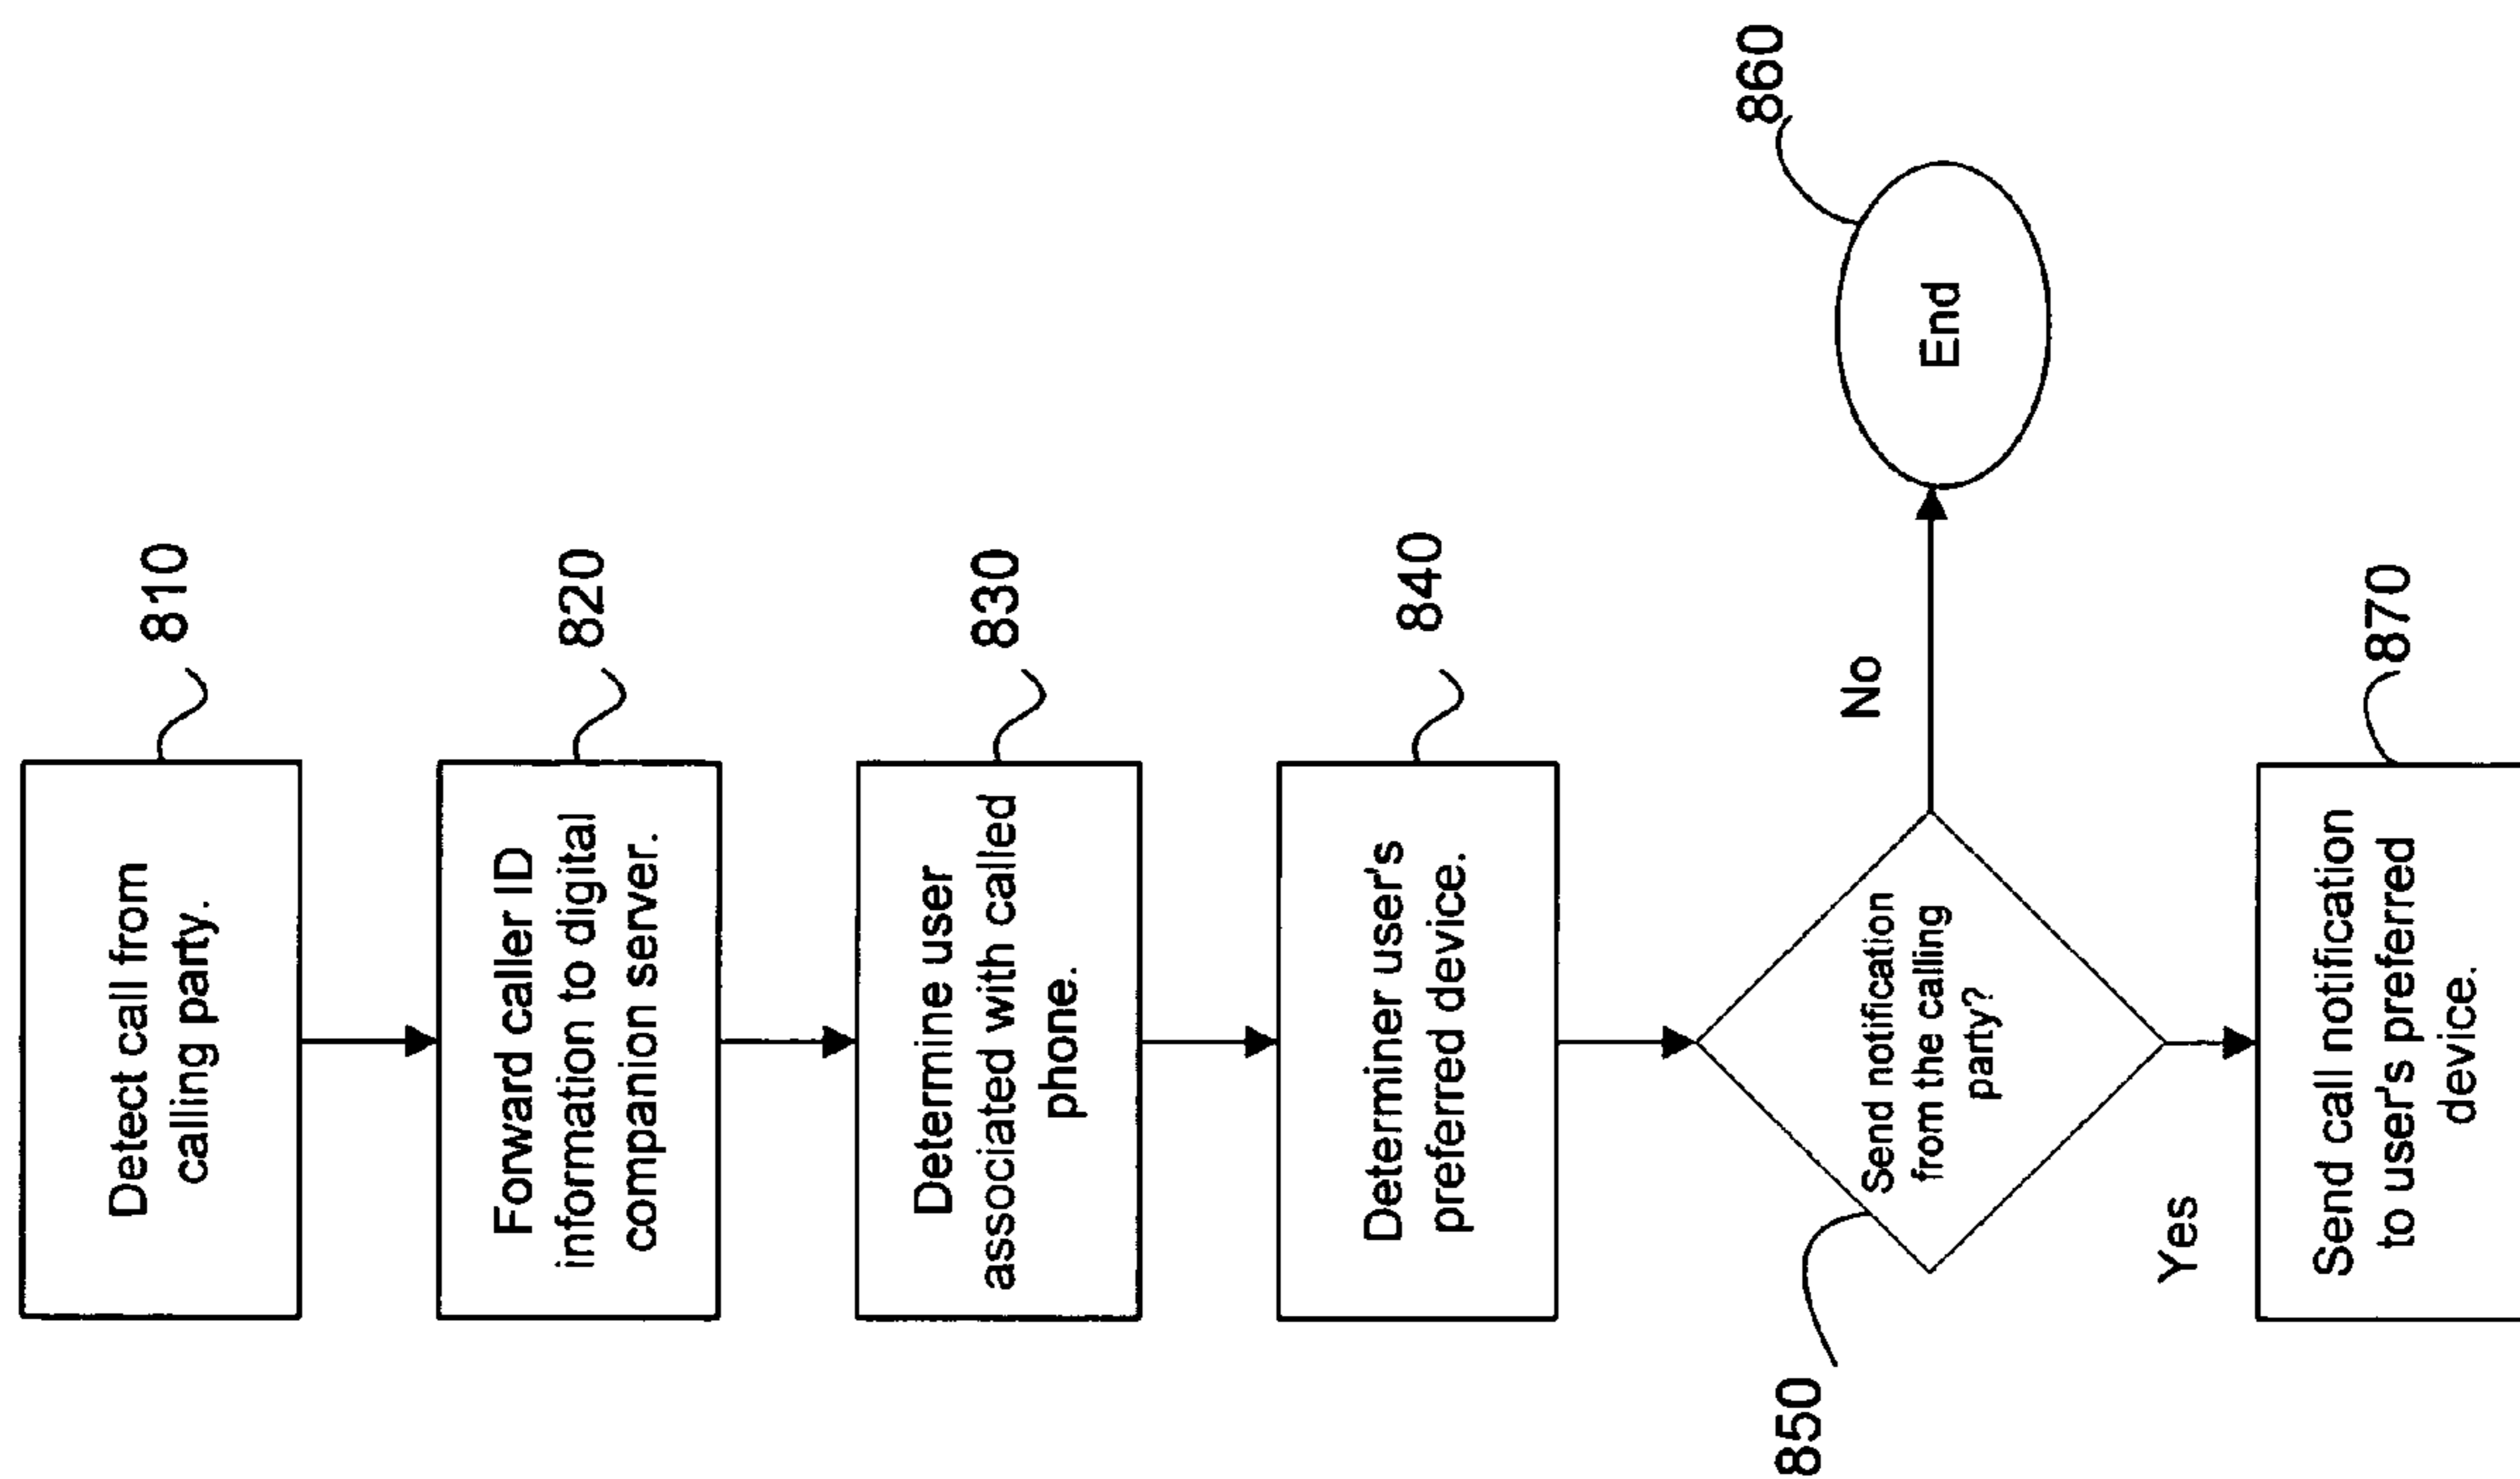 Detect call from
calling party.
810
Forward caller ID
information to digital
companion server.
820
Determine user
associated with called
phone.
830
Determiner user's
preferred device.
840
Send notification
from the calling
party?
850
No
End
860
Yes
Send call notification
to user's preferred
device.
870